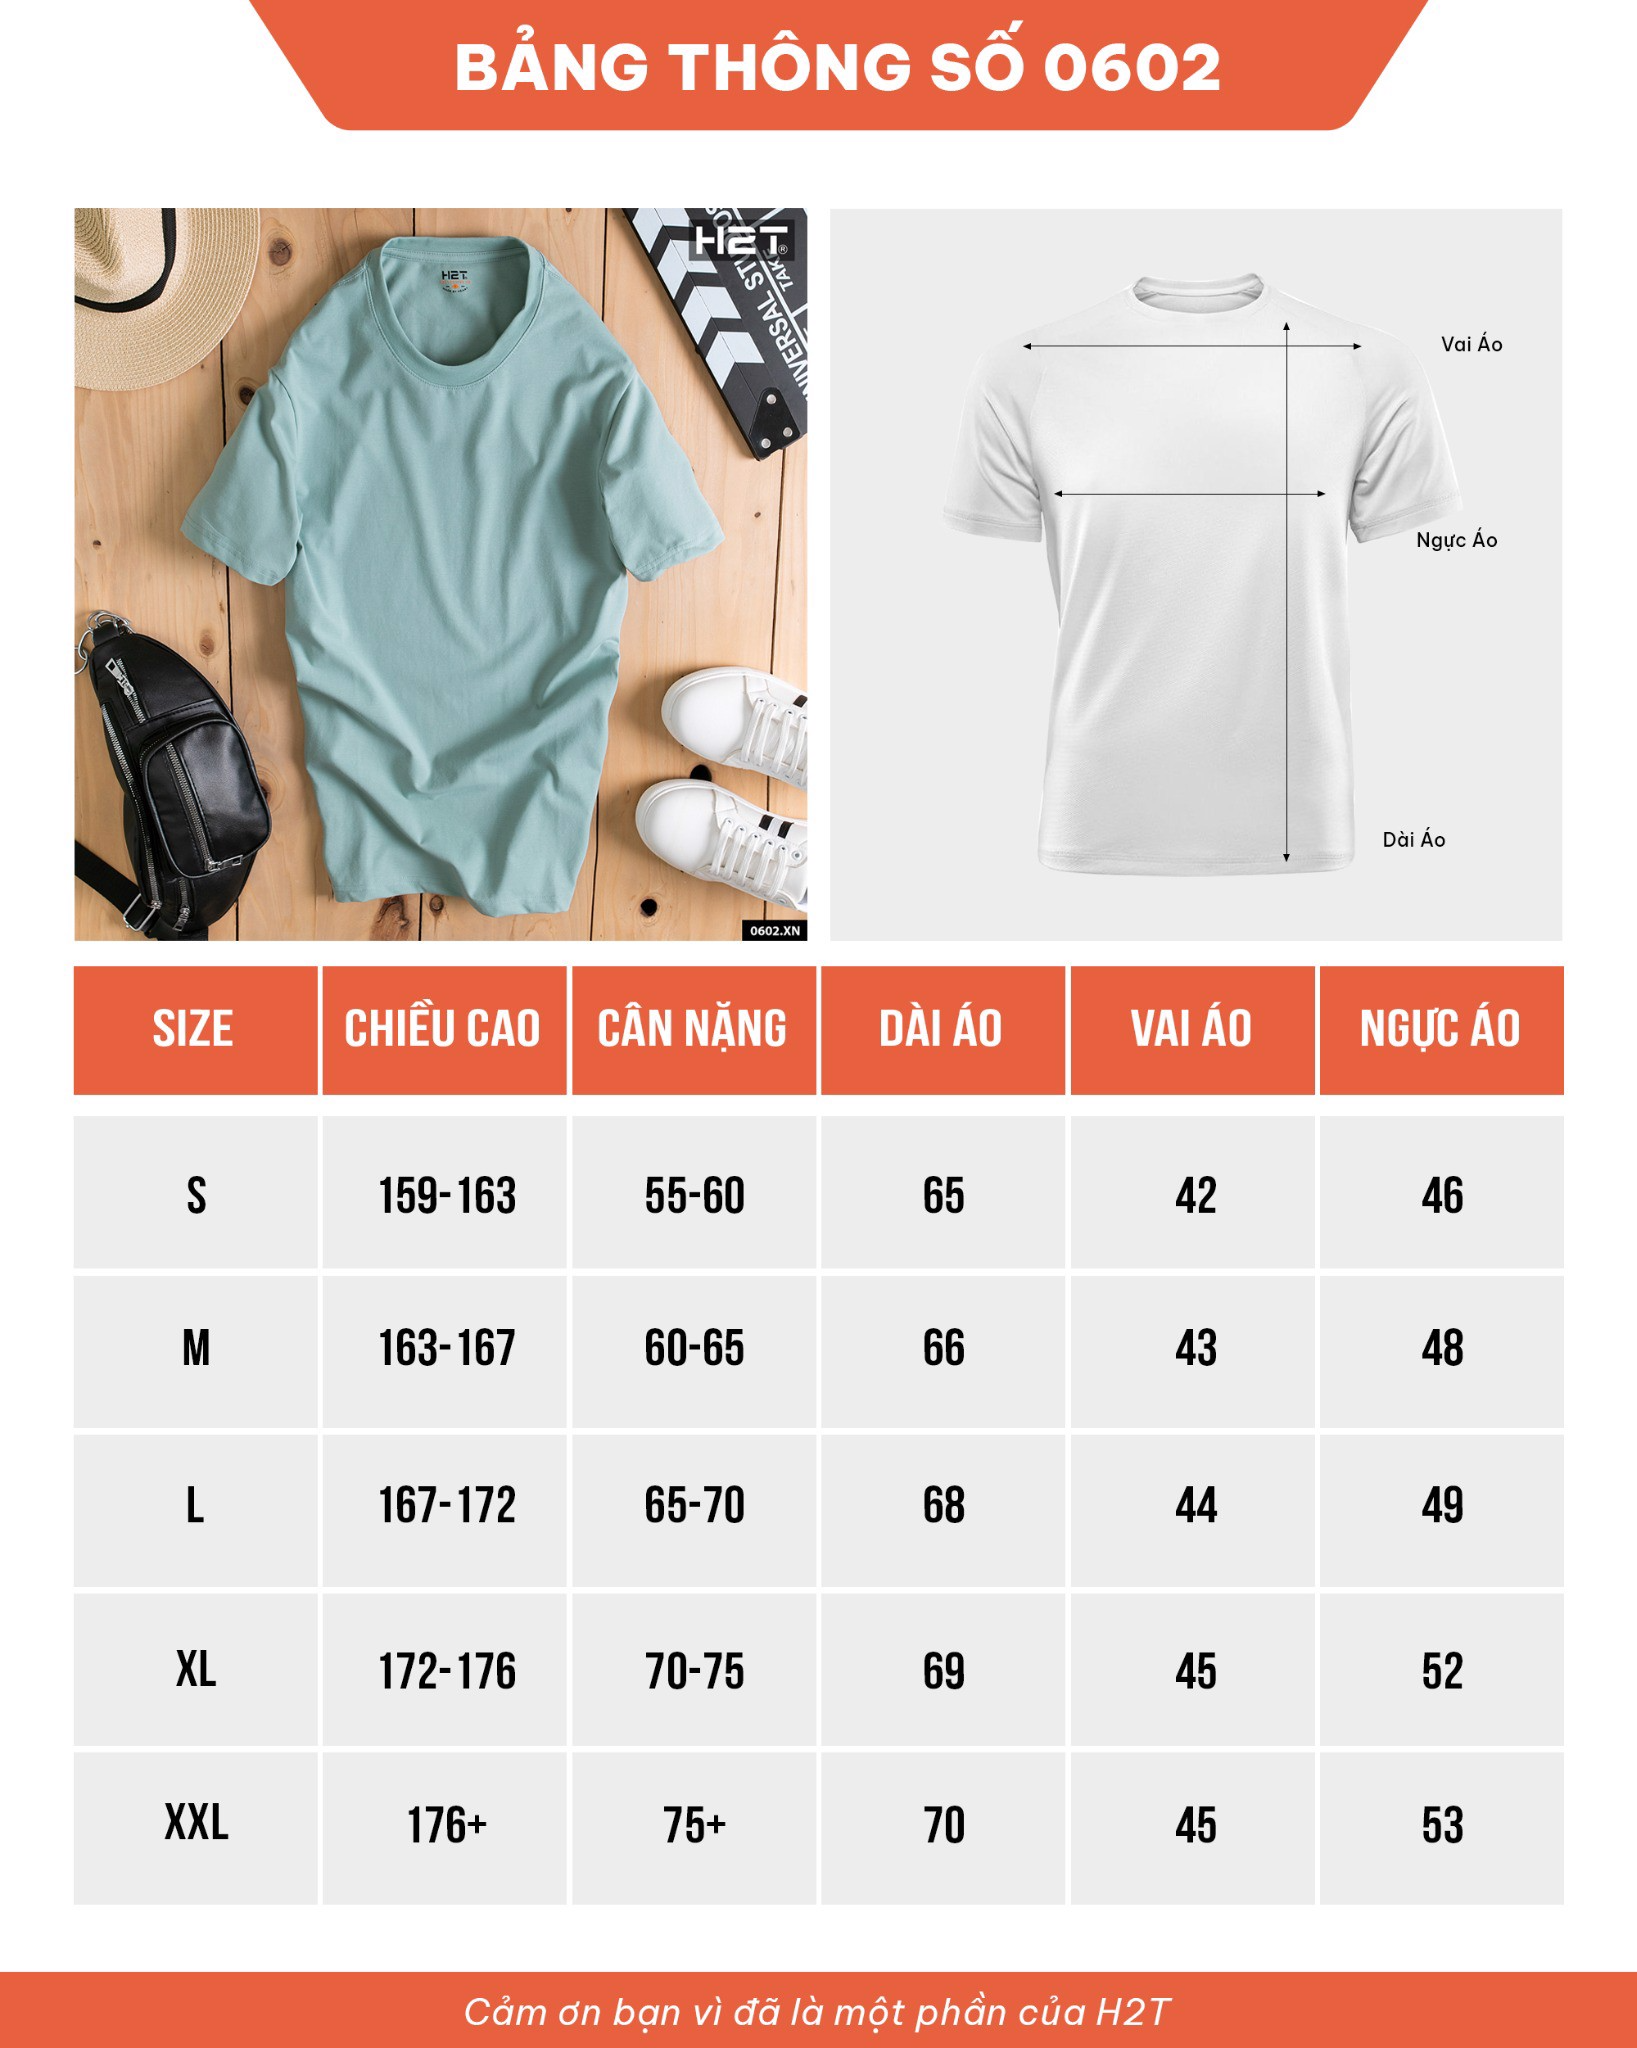 BẢNG THÔNG SỐ 0602
H2T®
H2T
UNIVERSAL STUDIOS
TAKE
0602.XN
Vai Áo
Ngực Áo
Dài Áo
SIZE CHIỀU CAO CÂN NẶNG DÀI ÁO VAI ÁO NGỰC ÁO
S 159-163 55-60 65 42 46
M 163-167 60-65 66 43 48
L 167-172 65-70 68 44 49
XL 172-176 70-75 69 45 52
XXL 176+ 75+ 70 45 53
Cảm ơn bạn vì đã là một phần của H2T